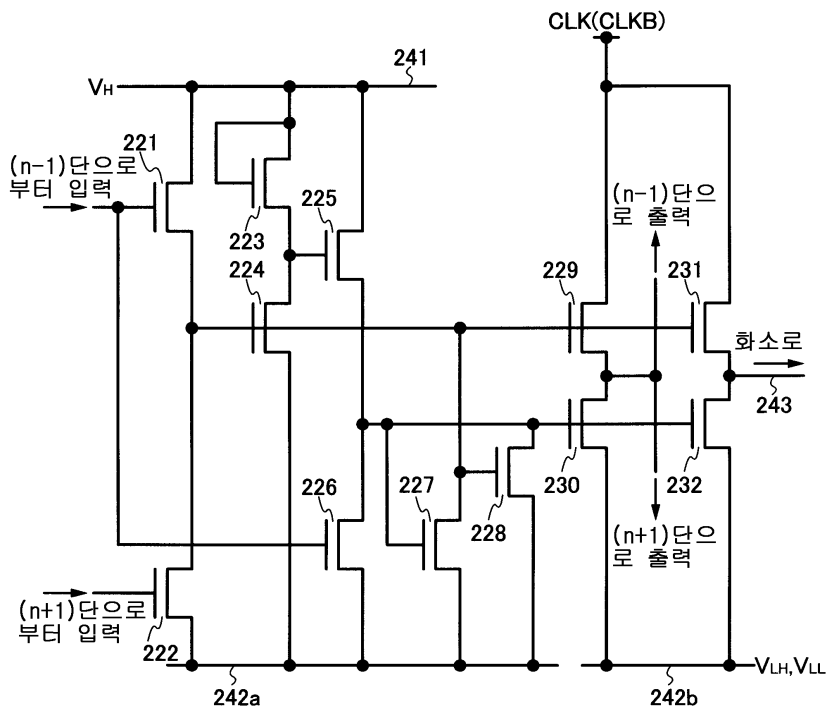 CLK(CLKB)
241
VH
221
(n-1)단으로
부터 입력
223
225
224
(n-1)단으
로 출력
229
231
화소로
243
226
227
228
230
232
(n+1)단으
로 출력
(n+1)단으로
부터 입력
222
242a
242b
VLH,VLL